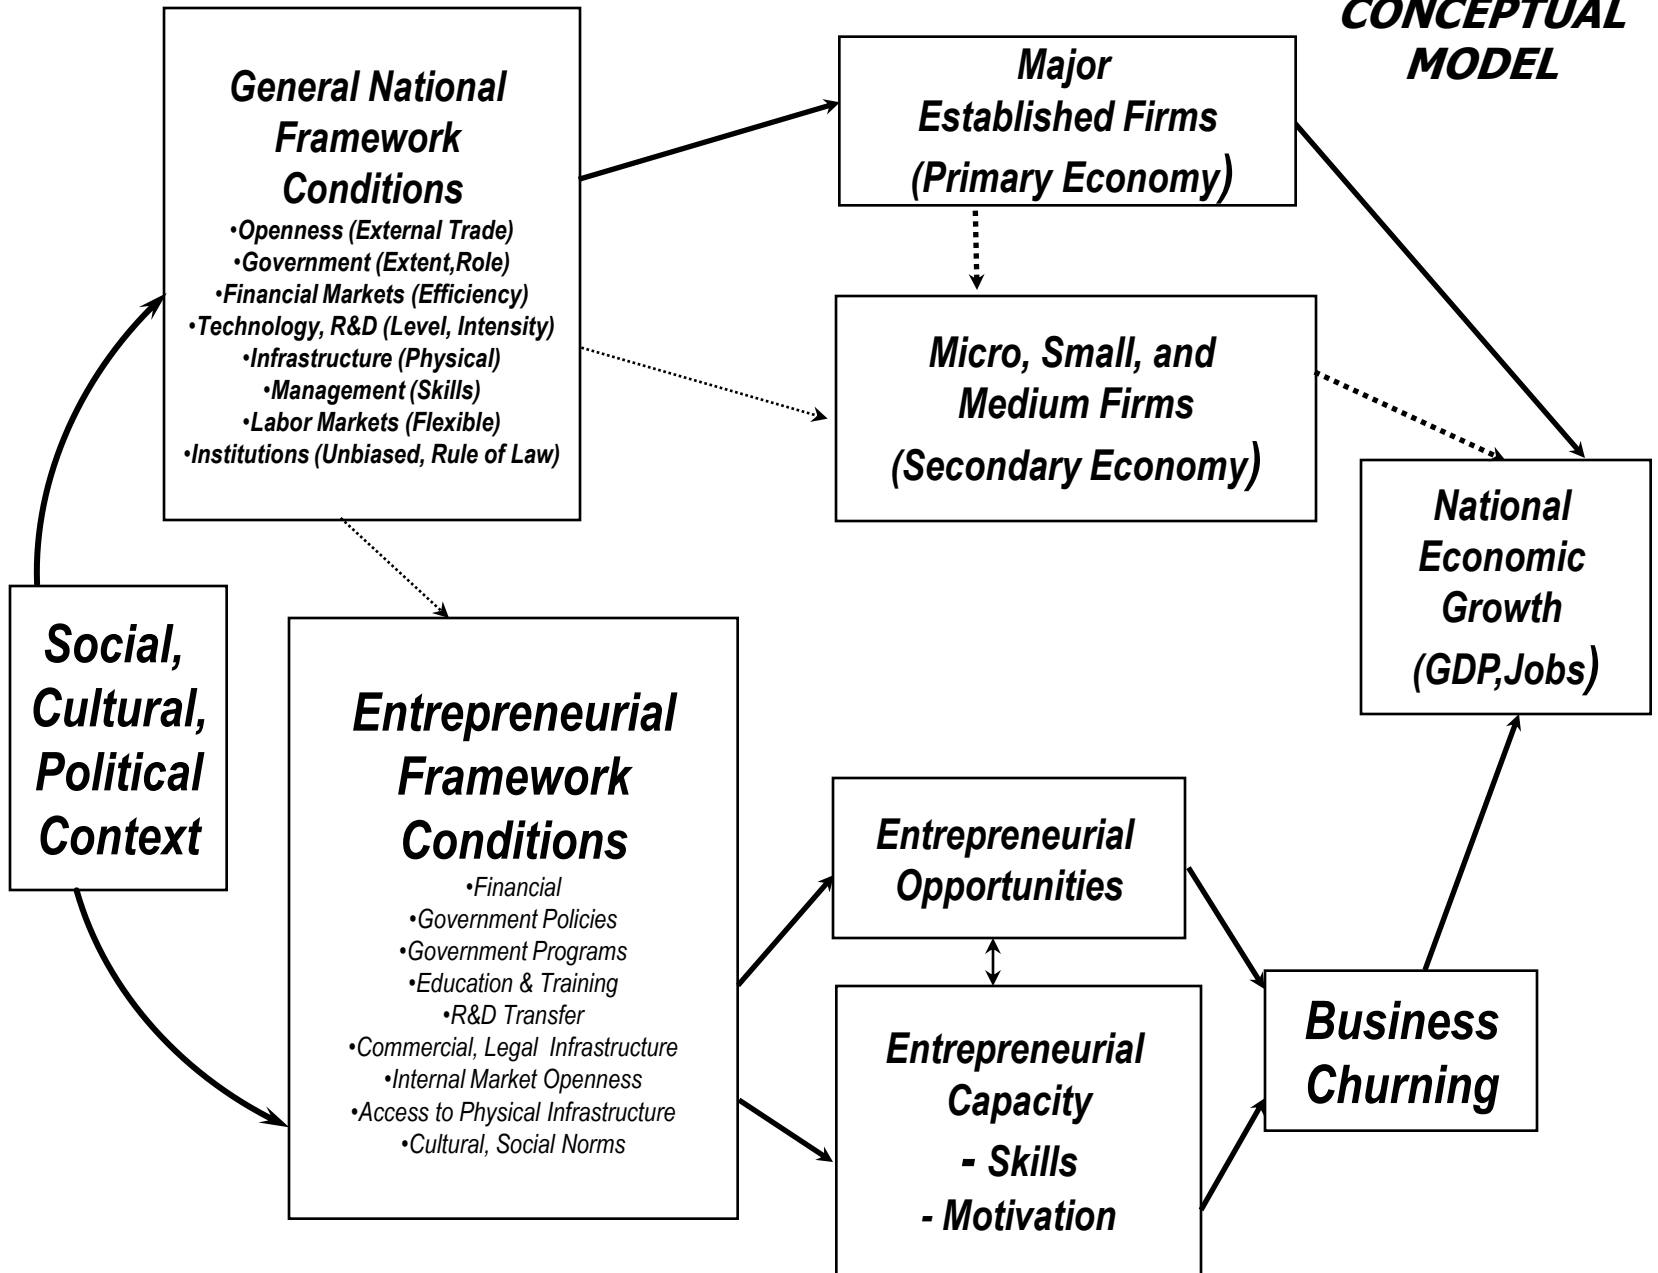 CONCEPTUAL
MODEL
General National
Framework
Conditions
•Openness (External Trade)
•Government (Extent,Role)
•Financial Markets (Efficiency)
•Technology, R&D (Level, Intensity)
•Infrastructure (Physical)
•Management (Skills)
•Labor Markets (Flexible)
•Institutions (Unbiased, Rule of Law)
Major
Established Firms
(Primary Economy)
Micro, Small, and
Medium Firms
(Secondary Economy)
National
Economic
Growth
(GDP,Jobs)
Social,
Cultural,
Political
Context
Entrepreneurial
Framework
Conditions
•Financial
•Government Policies
•Government Programs
•Education & Training
•R&D Transfer
•Commercial, Legal Infrastructure
•Internal Market Openness
•Access to Physical Infrastructure
•Cultural, Social Norms
Entrepreneurial
Opportunities
Entrepreneurial
Capacity
- Skills
- Motivation
Business
Churning